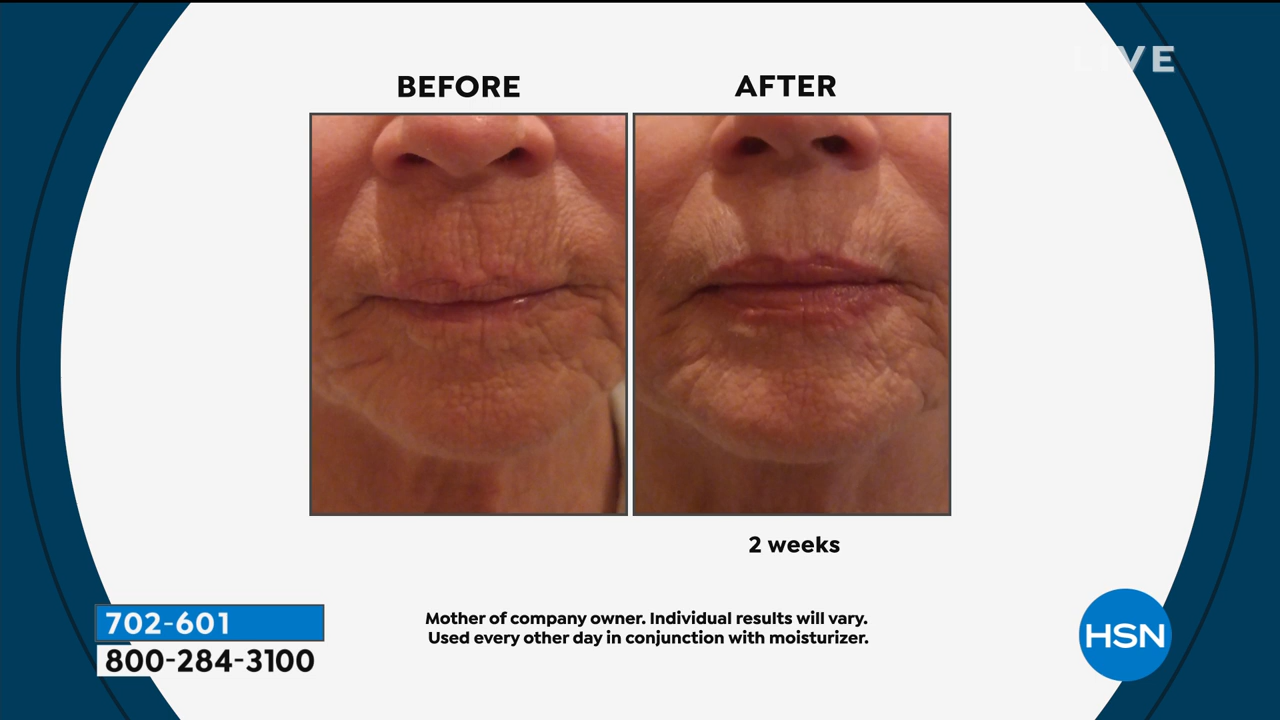 LIVE
BEFORE
AFTER
2 weeks
Mother of company owner. Individual results will vary.
Used every other day in conjunction with moisturizer.
702-601
800-284-3100
HSN